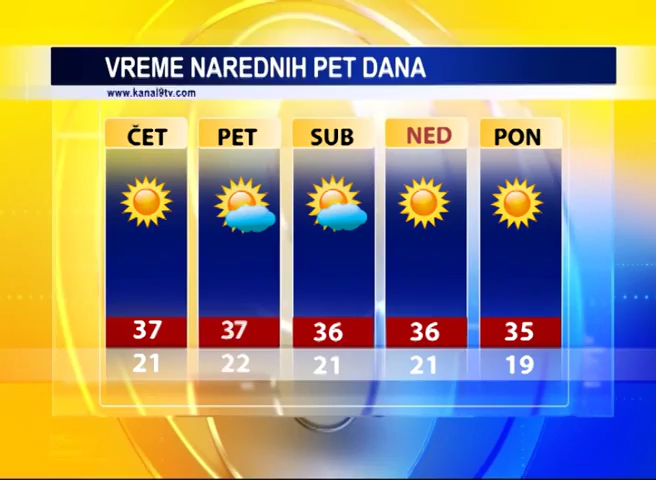 VREME NAREDNIH PET DANA
www.kanal9tv.com
ČET PET SUB NED PON
37 37 36 36 35
21 22 21 21 19